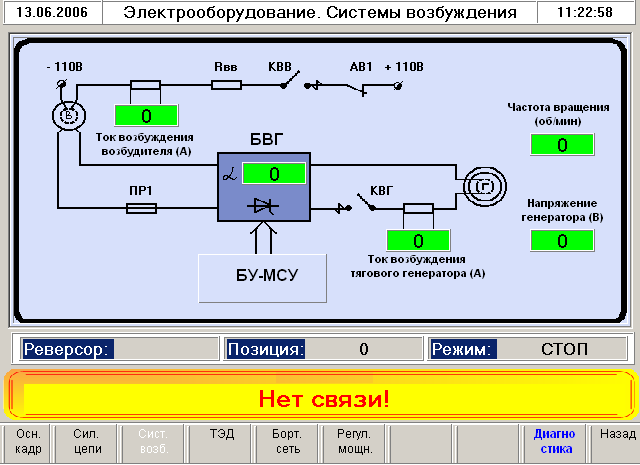 13.06.2006 Электрооборудование. Системы возбуждения 11:22:58
- 110В Rвв КВВ АВ1 + 110В
В
0
Ток возбуждения
возбудителя (А)
Частота вращения
(об/мин)
0
БВГ
α 0
ПР1
КВГ
Г
0
Ток возбуждения
тягового генератора (А)
Напряжение
генератора (В)
0
БУ-МСУ
Реверсор: Позиция: 0 Режим: СТОП
Нет связи!
Осн.
кадр
Сил.
цепи
Сист.
возб.
ТЭД
Борт.
сеть
Регул.
мощн.
Диагно
стика
Назад